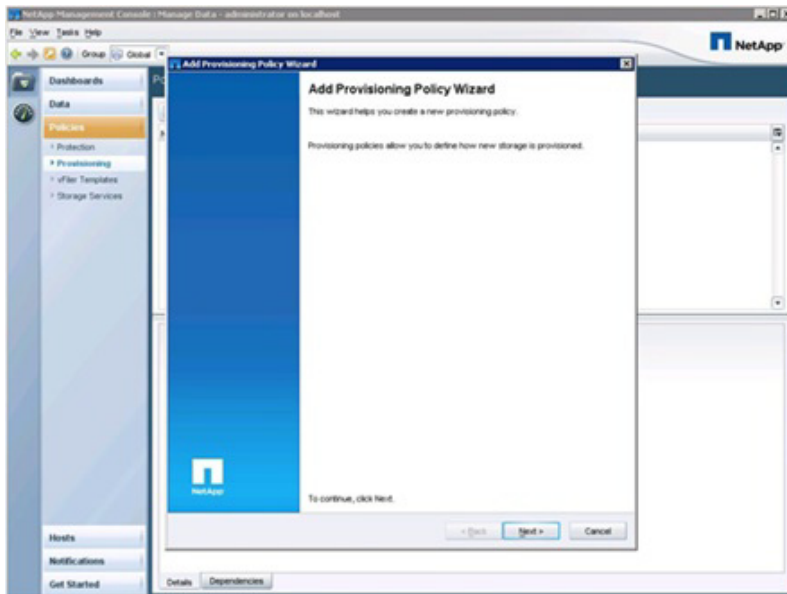 NetApp Management Console : Manage Data - administrator on localhost
File View Tasks Help
Group Global
NetApp
Add Provisioning Policy Wizard
Dashboards
Data
Policies
Protection
Provisioning
vFiler Templates
Storage Services
Add Provisioning Policy Wizard
This wizard helps you create a new provisioning policy.
Provisioning policies allow you to define how new storage is provisioned.
NetApp
To continue, click Next.
< Back Next > Cancel
Hosts
Notifications
Get Started
Details Dependencies